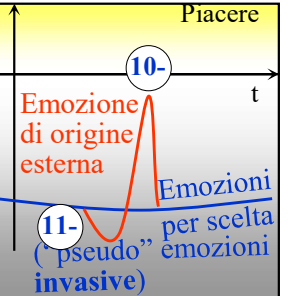 Piacere
10-
t
Emozione
di origine
esterna
Emozioni
per scelta
11-
(“pseudo” emozioni
invasive)